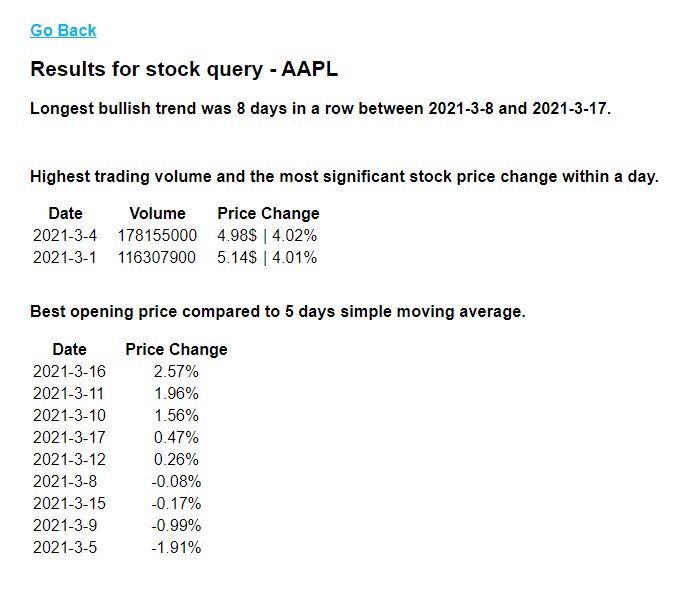 Go Back
Results for stock query - AAPL
Longest bullish trend was 8 days in a row between 2021-3-8 and 2021-3-17.
Highest trading volume and the most significant stock price change within a day.
Date Volume Price Change
2021-3-4 178155000 4.98$ | 4.02%
2021-3-1 116307900 5.14$ | 4.01%
Best opening price compared to 5 days simple moving average.
Date Price Change
2021-3-16 2.57%
2021-3-11 1.96%
2021-3-10 1.56%
2021-3-17 0.47%
2021-3-12 0.26%
2021-3-8 -0.08%
2021-3-15 -0.17%
2021-3-9 -0.99%
2021-3-5 -1.91%